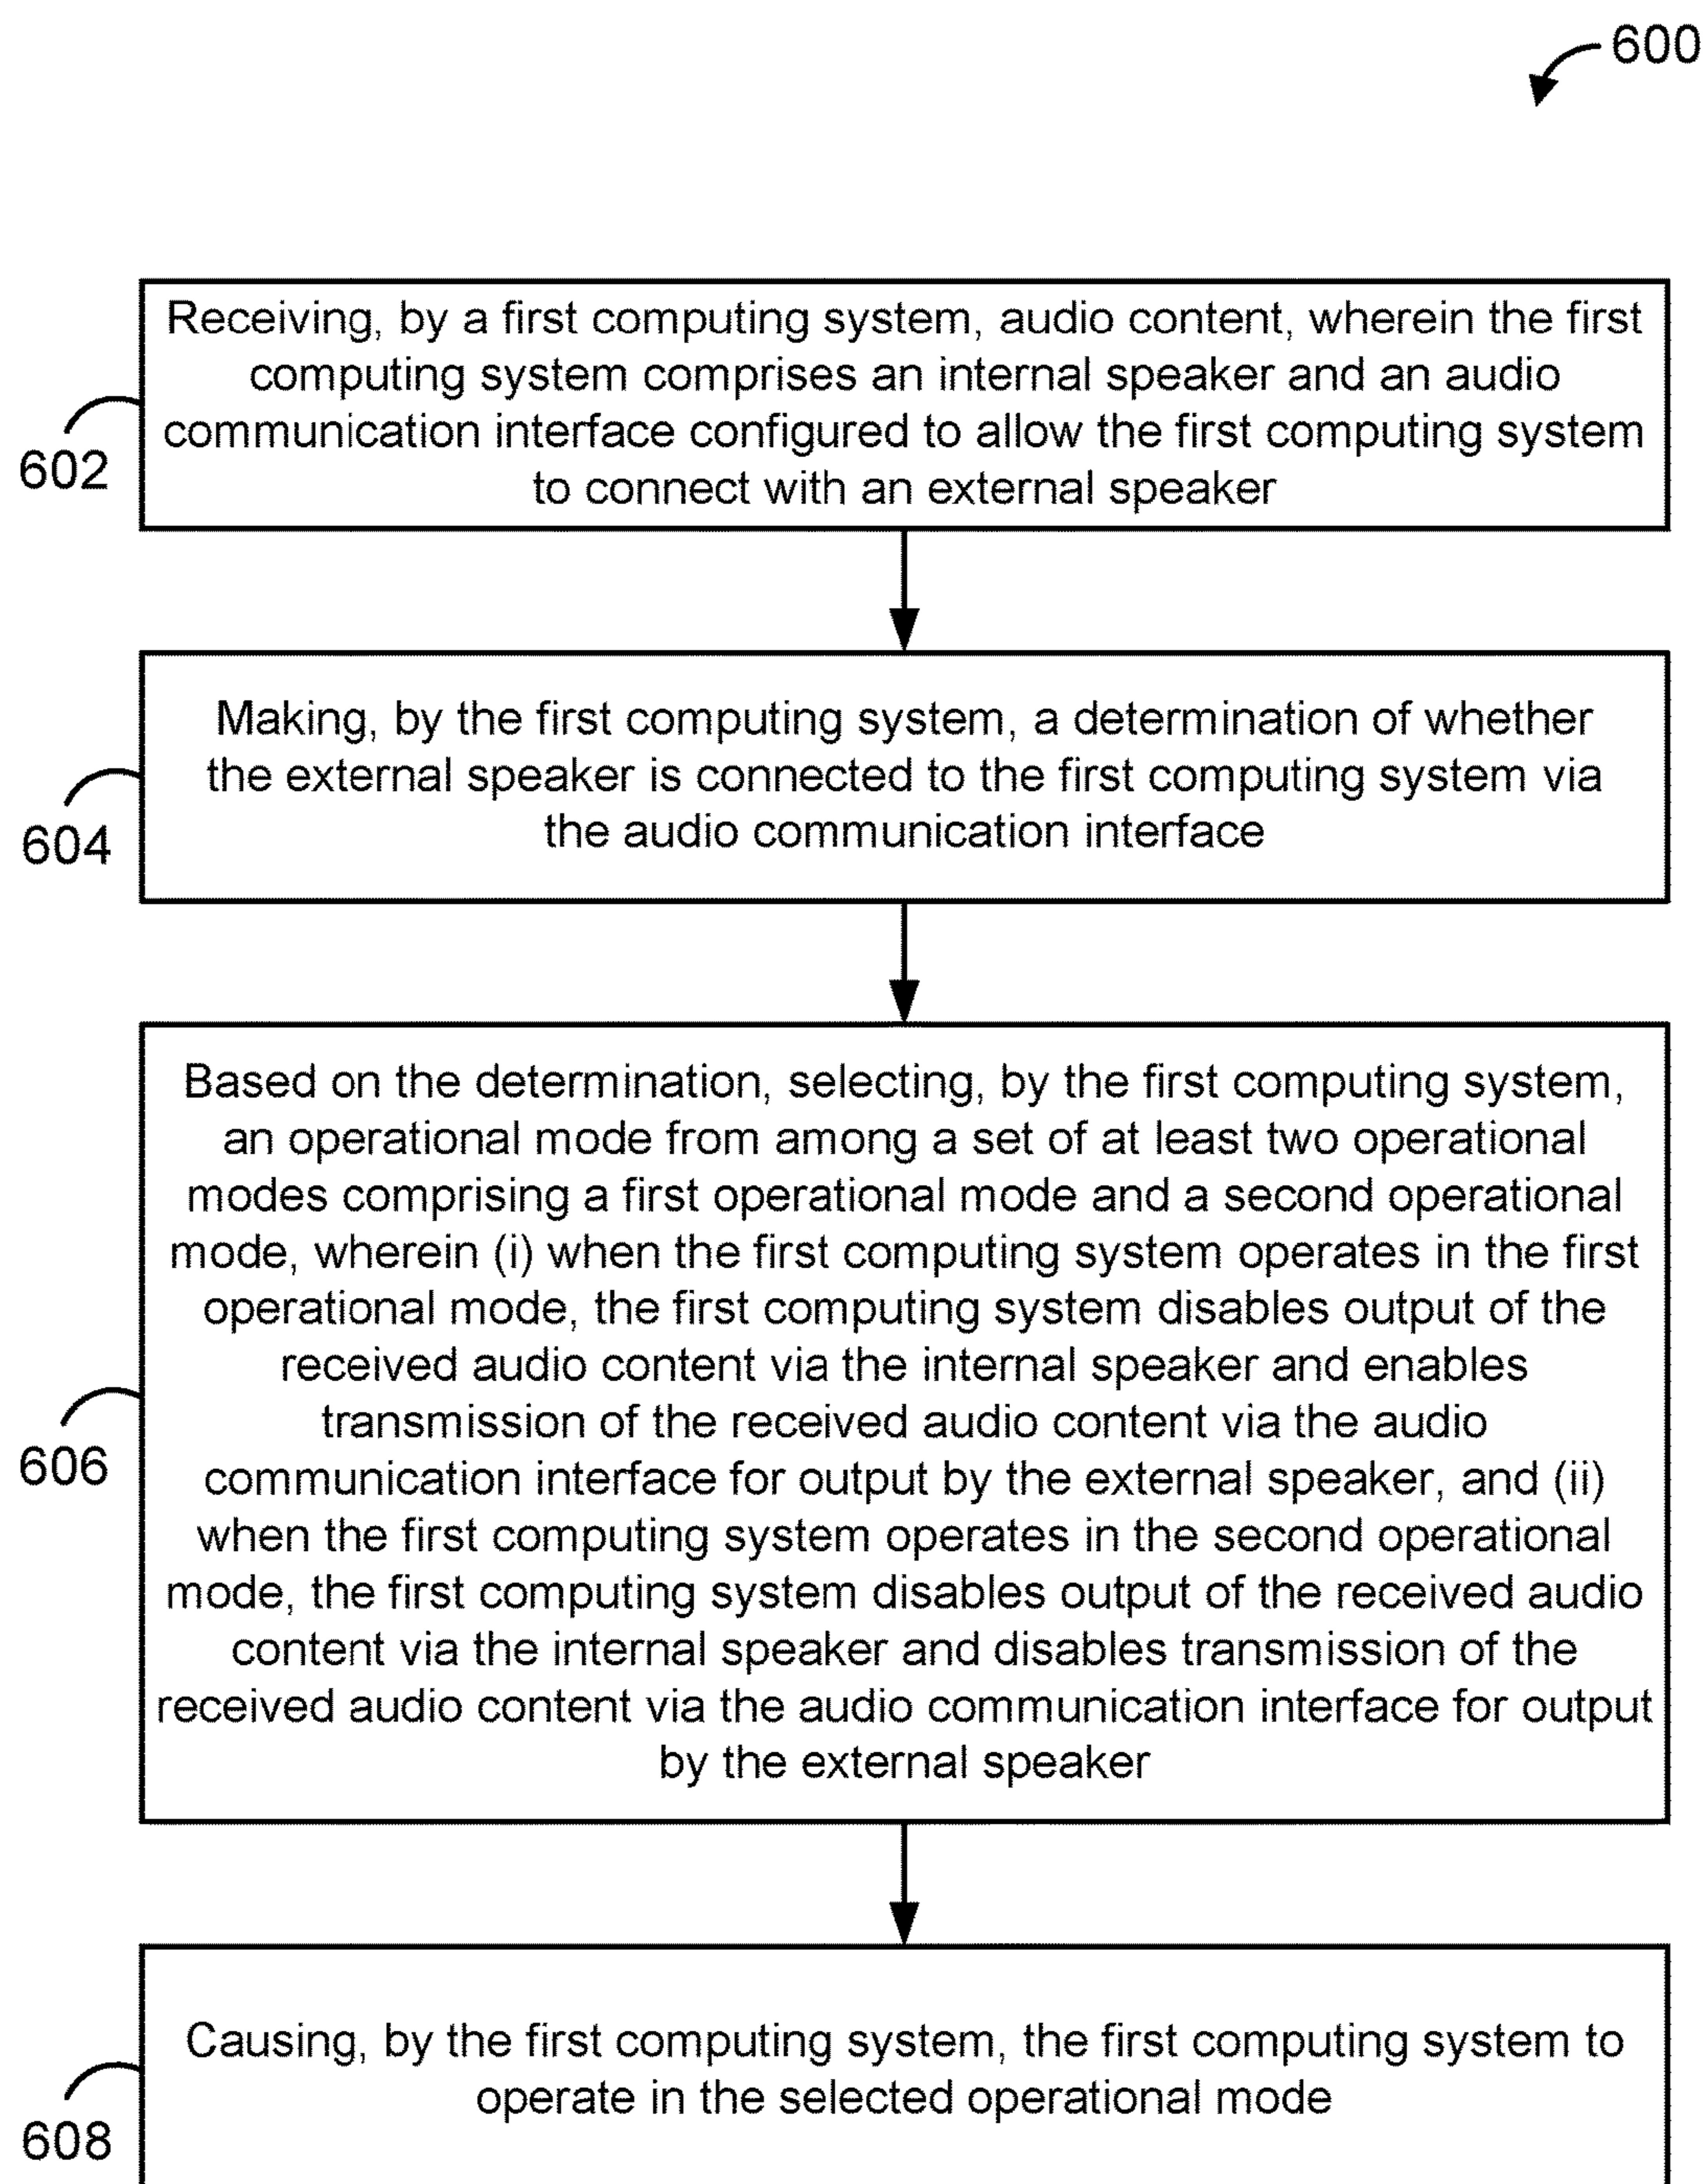 600
Receiving, by a first computing system, audio content, wherein the first
computing system comprises an internal speaker and an audio
communication interface configured to allow the first computing system
to connect with an external speaker
602
Making, by the first computing system, a determination of whether
the external speaker is connected to the first computing system via
the audio communication interface
604
Based on the determination, selecting, by the first computing system,
an operational mode from among a set of at least two operational
modes comprising a first operational mode and a second operational
mode, wherein (i) when the first computing system operates in the first
operational mode, the first computing system disables output of the
received audio content via the internal speaker and enables
transmission of the received audio content via the audio
communication interface for output by the external speaker, and (ii)
when the first computing system operates in the second operational
mode, the first computing system disables output of the received audio
content via the internal speaker and disables transmission of the
received audio content via the audio communication interface for output
by the external speaker
606
Causing, by the first computing system, the first computing system to
operate in the selected operational mode
608